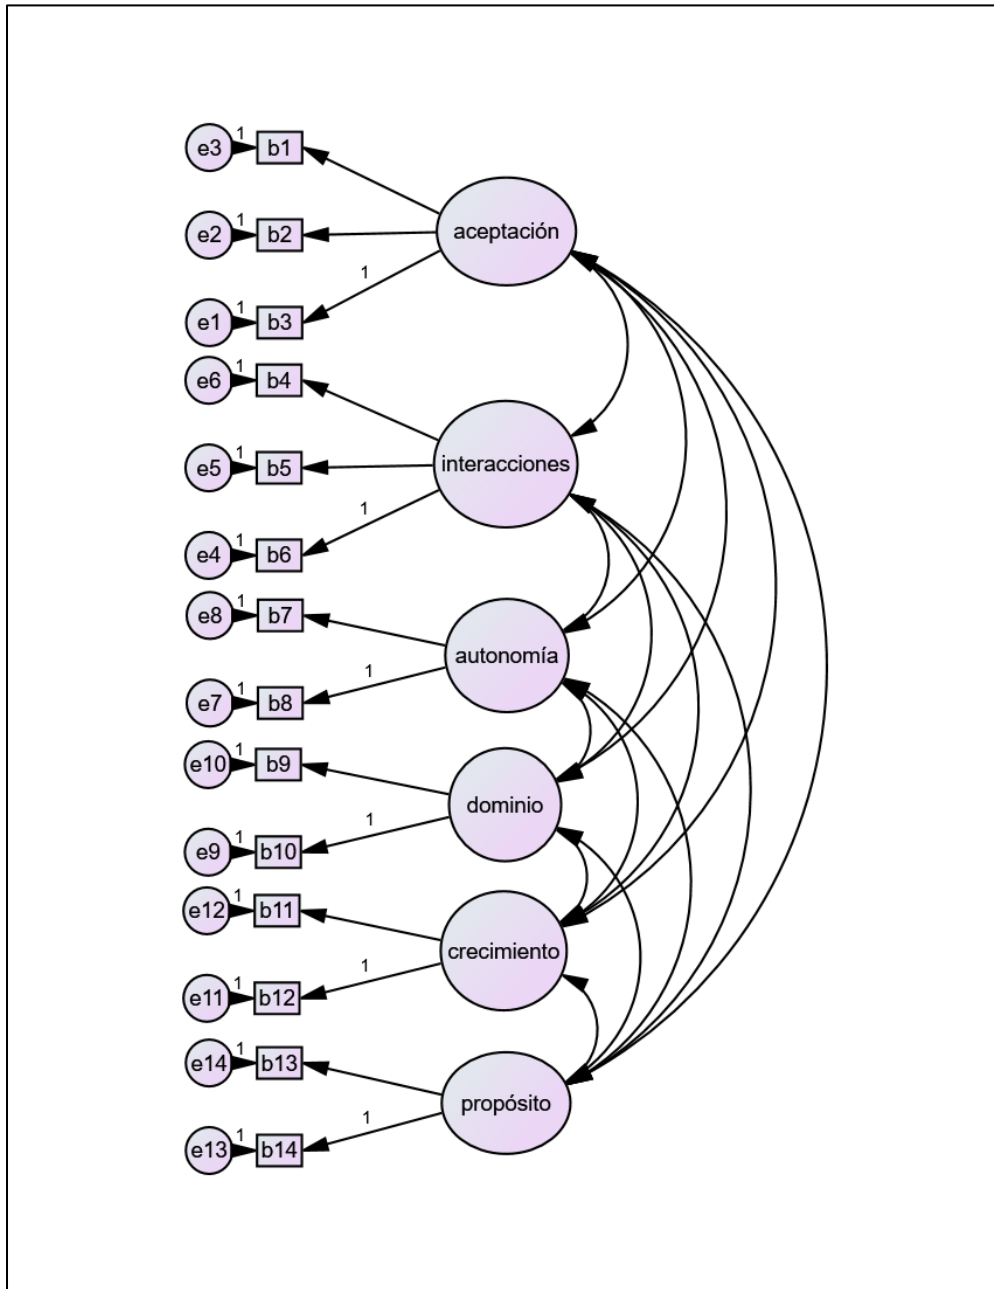 e3 1 b1
aceptación
e2 1 b2
1
e1 1 b3
e6 1 b4
interacciones
e5 1 b5
1
e4 1 b6
e8 1 b7
autonomía
1
e7 1 b8
e10 1 b9
dominio
1
e9 1 b10
e12 1 b11
crecimiento
1
e11 1 b12
e14 1 b13
propósito
1
e13 1 b14